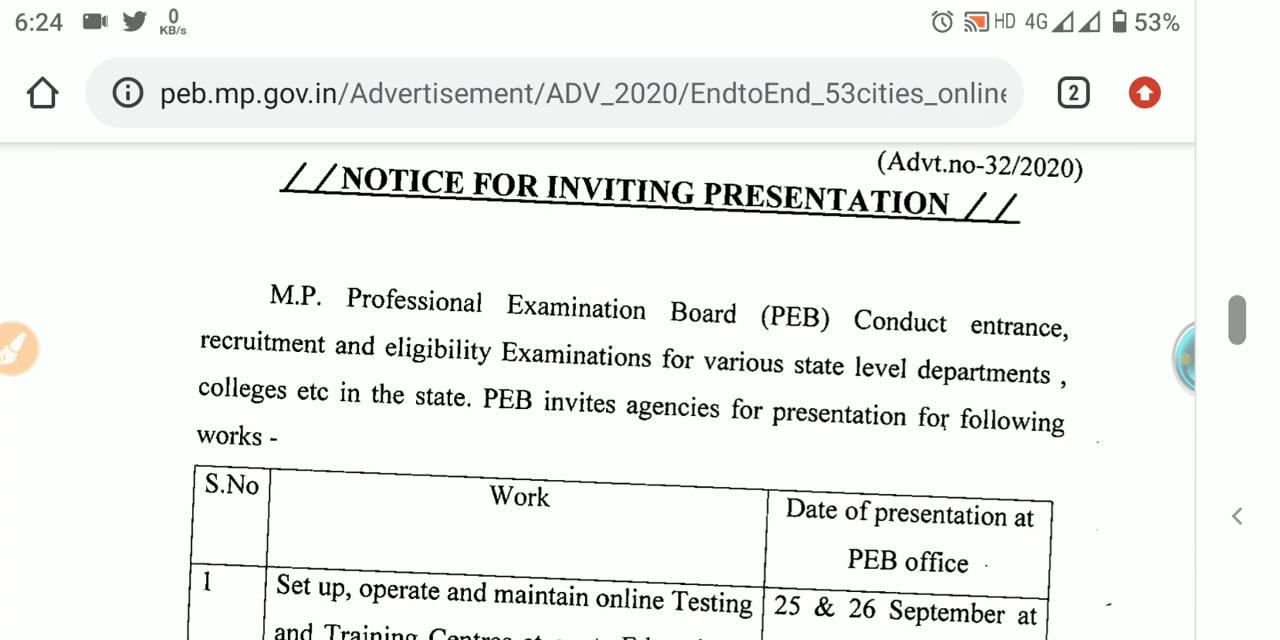 6:24 0 KB/s HD 4G 53%
peb.mp.gov.in/Advertisement/ADV_2020/EndtoEnd_53cities_online 2
(Advt.no-32/2020)
//NOTICE FOR INVITING PRESENTATION //
M.P. Professional Examination Board (PEB) Conduct entrance,
recruitment and eligibility Examinations for various state level departments ,
colleges etc in the state. PEB invites agencies for presentation for following
works -
S.No Work Date of presentation at
PEB office
1 Set up, operate and maintain online Testing 25 & 26 September at
and Training Centres